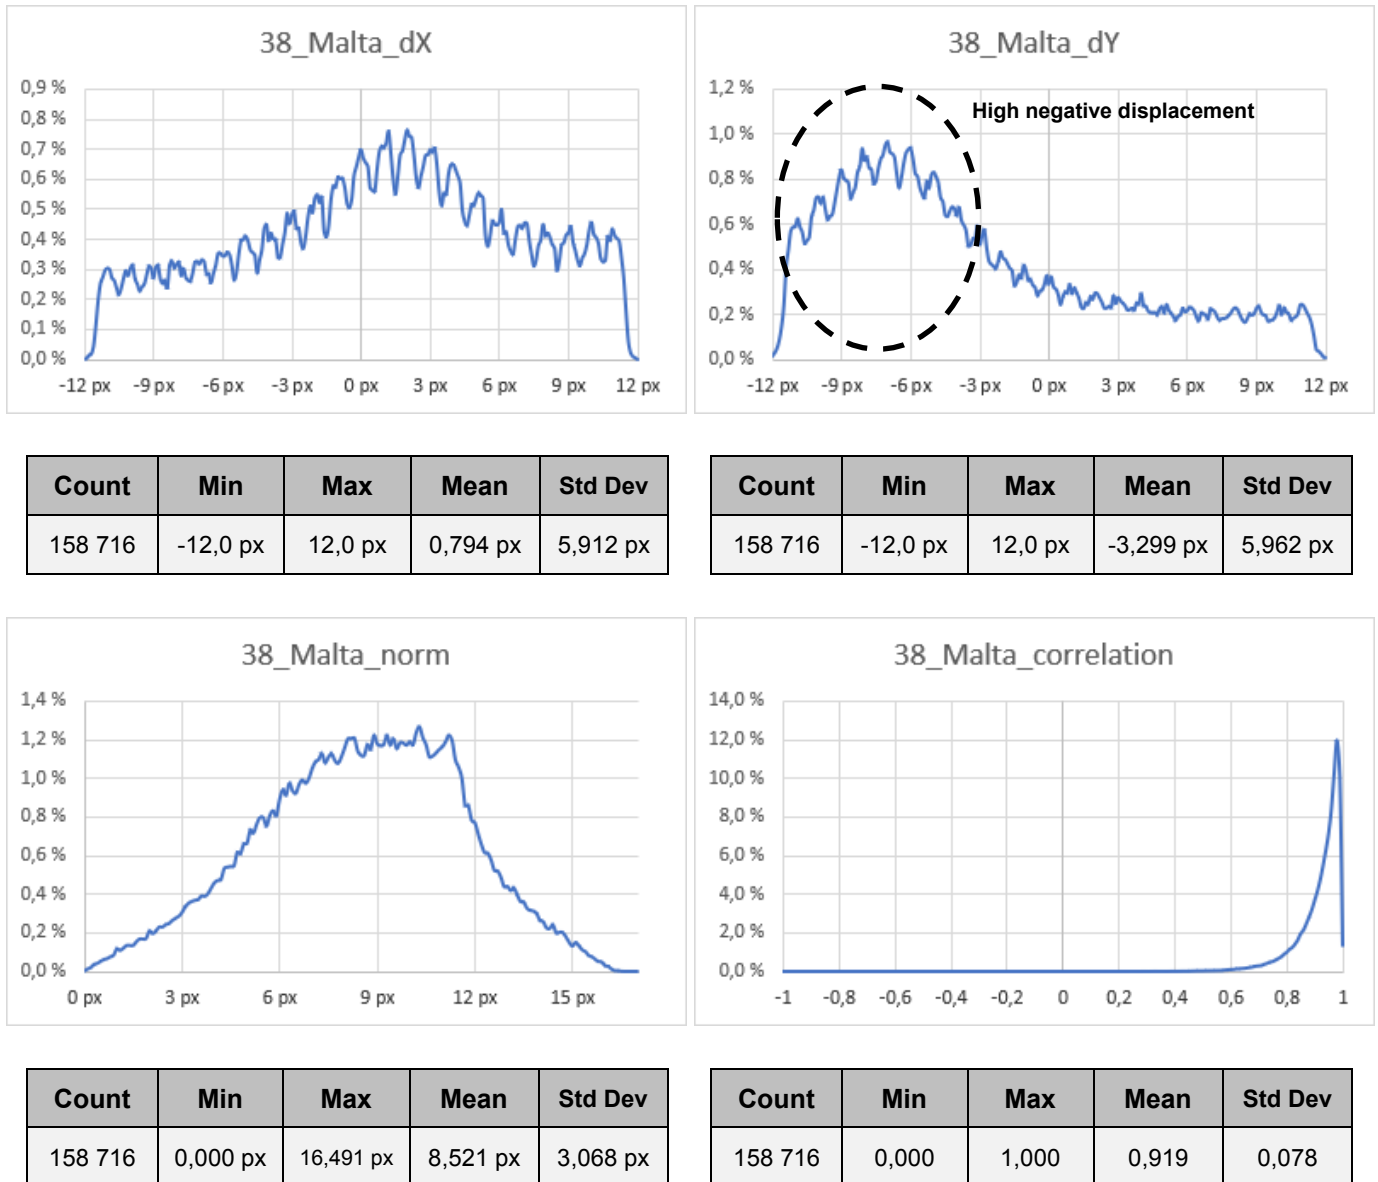 38_Malta_dX
0,9 %
0,8 %
0,7 %
0,6 %
0,5 %
0,4 %
0,3 %
0,2 %
0,1 %
0,0 %
-12 px -9 px -6 px -3 px 0 px 3 px 6 px 9 px 12 px
38_Malta_dY
High negative displacement
1,2 %
1,0 %
0,8 %
0,6 %
0,4 %
0,2 %
0,0 %
-12 px -9 px -6 px -3 px 0 px 3 px 6 px 9 px 12 px
Count Min Max Mean Std Dev
158 716 -12,0 px 12,0 px 0,794 px 5,912 px
Count Min Max Mean Std Dev
158 716 -12,0 px 12,0 px -3,299 px 5,962 px
38_Malta_norm
1,4 %
1,2 %
1,0 %
0,8 %
0,6 %
0,4 %
0,2 %
0,0 %
0 px 3 px 6 px 9 px 12 px 15 px
38_Malta_correlation
14,0 %
12,0 %
10,0 %
8,0 %
6,0 %
4,0 %
2,0 %
0,0 %
-1 -0,8 -0,6 -0,4 -0,2 0 0,2 0,4 0,6 0,8 1
Count Min Max Mean Std Dev
158 716 0,000 px 16,491 px 8,521 px 3,068 px
Count Min Max Mean Std Dev
158 716 0,000 1,000 0,919 0,078